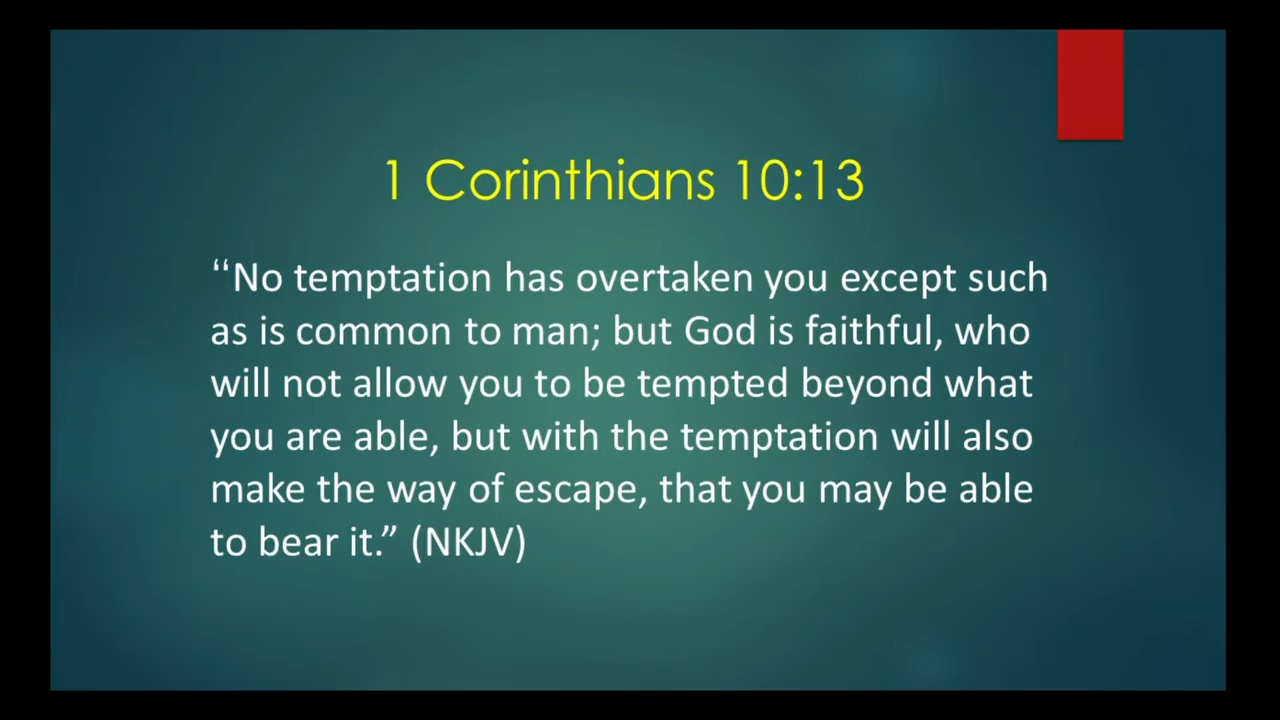 1 Corinthians 10:13
“No temptation has overtaken you except such
as is common to man; but God is faithful, who
will not allow you to be tempted beyond what
you are able, but with the temptation will also
make the way of escape, that you may be able
to bear it.” (NKJV)